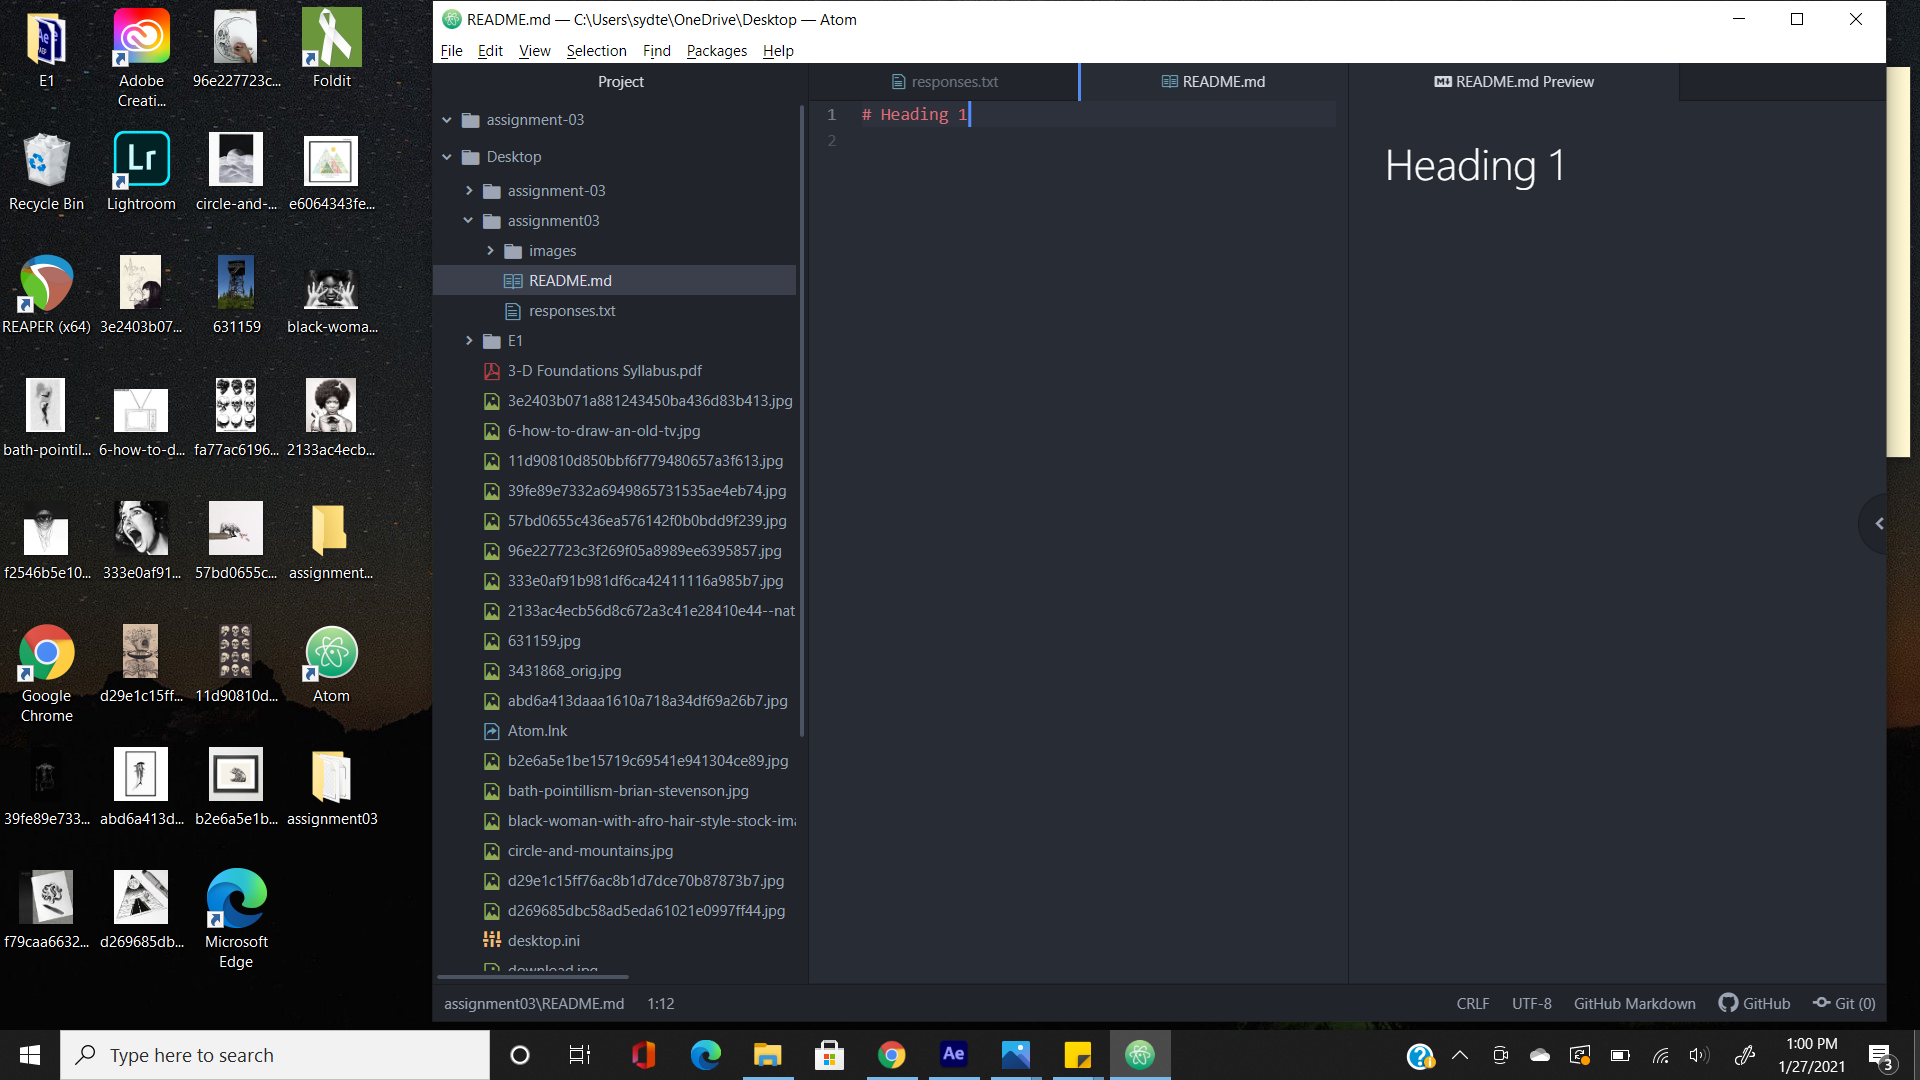 E1
Adobe
Creati...
96e227723c...
Foldit
Recycle Bin
Lightroom
circle-and-...
e6064343fe...
REAPER (x64)
3e2403b07...
631159
black-woma...
bath-pointil...
6-how-to-d...
fa77ac6196...
2133ac4ecb...
f2546b5e10...
333e0af91...
57bd0655c...
assignment...
Google
Chrome
d29e1c15ff...
11d90810d...
Atom
39fe89e733...
abd6a413d...
b2e6a5e1b...
assignment03
f79caa6632...
d269685db...
Microsoft
Edge
README.md — C:\Users\sydte\OneDrive\Desktop — Atom
File Edit View Selection Find Packages Help
Project
assignment-03
Desktop
assignment-03
assignment03
images
README.md
responses.txt
E1
3-D Foundations Syllabus.pdf
3e2403b071a881243450ba436d83b413.jpg
6-how-to-draw-an-old-tv.jpg
11d90810d850bbf6f779480657a3f613.jpg
39fe89e7332a6949865731535ae4eb74.jpg
57bd0655c436ea576142f0b0bdd9f239.jpg
96e227723c3f269f05a8989ee6395857.jpg
333e0af91b981df6ca42411116a985b7.jpg
2133ac4ecb56d8c672a3c41e28410e44--nat
631159.jpg
3431868_orig.jpg
abd6a413daaa1610a718a34df69a26b7.jpg
Atom.lnk
b2e6a5e1be15719c69541e941304ce89.jpg
bath-pointillism-brian-stevenson.jpg
black-woman-with-afro-hair-style-stock-ima
circle-and-mountains.jpg
d29e1c15ff76ac8b1d7dce70b87873b7.jpg
d269685dbc58ad5eda61021e0997ff44.jpg
desktop.ini
download.jpg
responses.txt
README.md
README.md Preview
1 # Heading 1
2
Heading 1
assignment03\README.md 1:12
CRLF UTF-8 GitHub Markdown GitHub Git (0)
Type here to search
Ae
Lr
1:00 PM
1/27/2021
3